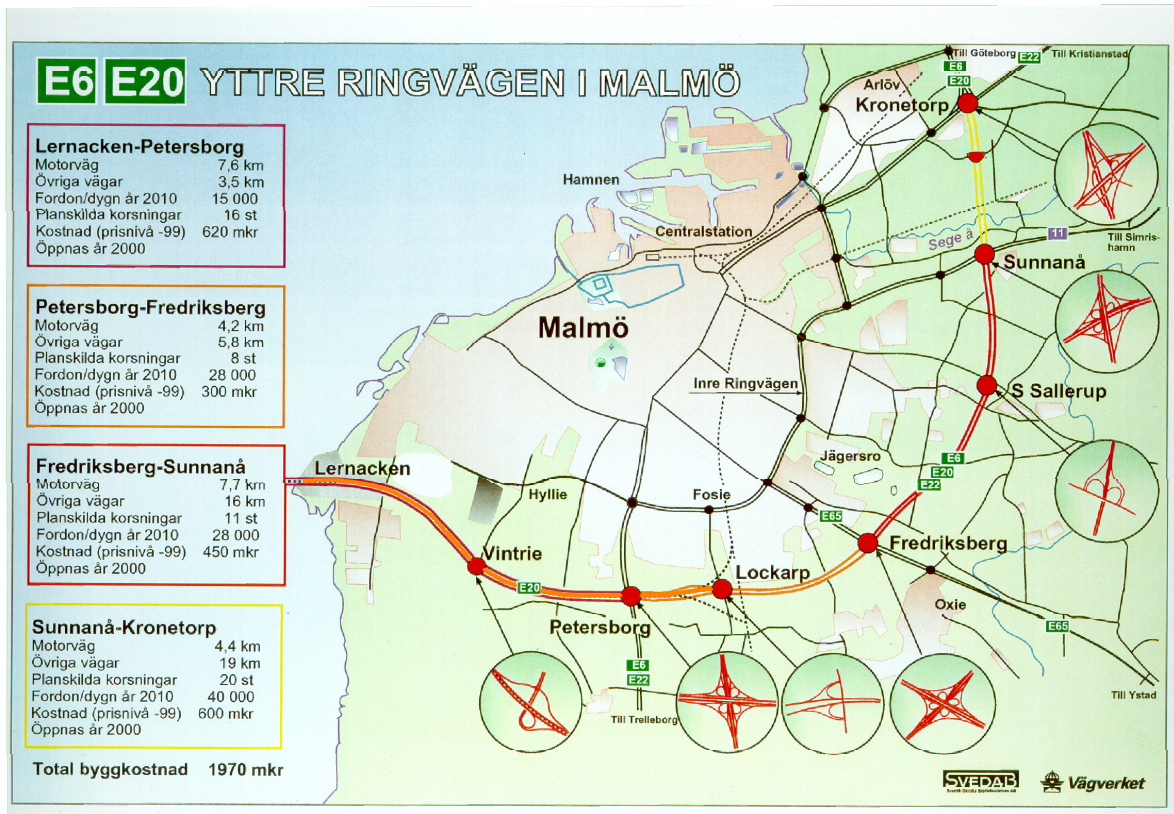 E6 E20 YTTRE RINGVÄGEN I MALMÖ
Lernacken-Petersborg
Motorväg 7,6 km
Övriga vägar 3,5 km
Fordon/dygn år 2010 15 000
Planskilda korsningar 16 st
Kostnad (prisnivå -99) 620 mkr
Öppnas år 2000
Petersborg-Fredriksberg
Motorväg 4,2 km
Övriga vägar 5,8 km
Planskilda korsningar 8 st
Fordon/dygn år 2010 28 000
Kostnad (prisnivå -99) 300 mkr
Öppnas år 2000
Fredriksberg-Sunnanå
Motorväg 7,7 km
Övriga vägar 16 km
Planskilda korsningar 11 st
Fordon/dygn år 2010 28 000
Kostnad (prisnivå -99) 450 mkr
Öppnas år 2000
Sunnanå-Kronetorp
Motorväg 4,4 km
Övriga vägar 19 km
Planskilda korsningar 20 st
Fordon/dygn år 2010 40 000
Kostnad (prisnivå -99) 600 mkr
Öppnas år 2000
Total byggkostnad 1970 mkr
Till Göteborg
E22
Till Kristianstad
E6
E20
Arlöv
Kronetorp
Hamnen
Centralstation
Sege å
11
Till Simris-
hamn
Sunnanå
Malmö
Inre Ringvägen
S Sallerup
Jägersro
E6
E20
E22
Lernacken
Hyllie
Fosie
E65
Fredriksberg
Vintrie
E20
Lockarp
Petersborg
Oxie
E65
E6
E22
Till Trelleborg
Till Ystad
SVEDAB
Vägverket